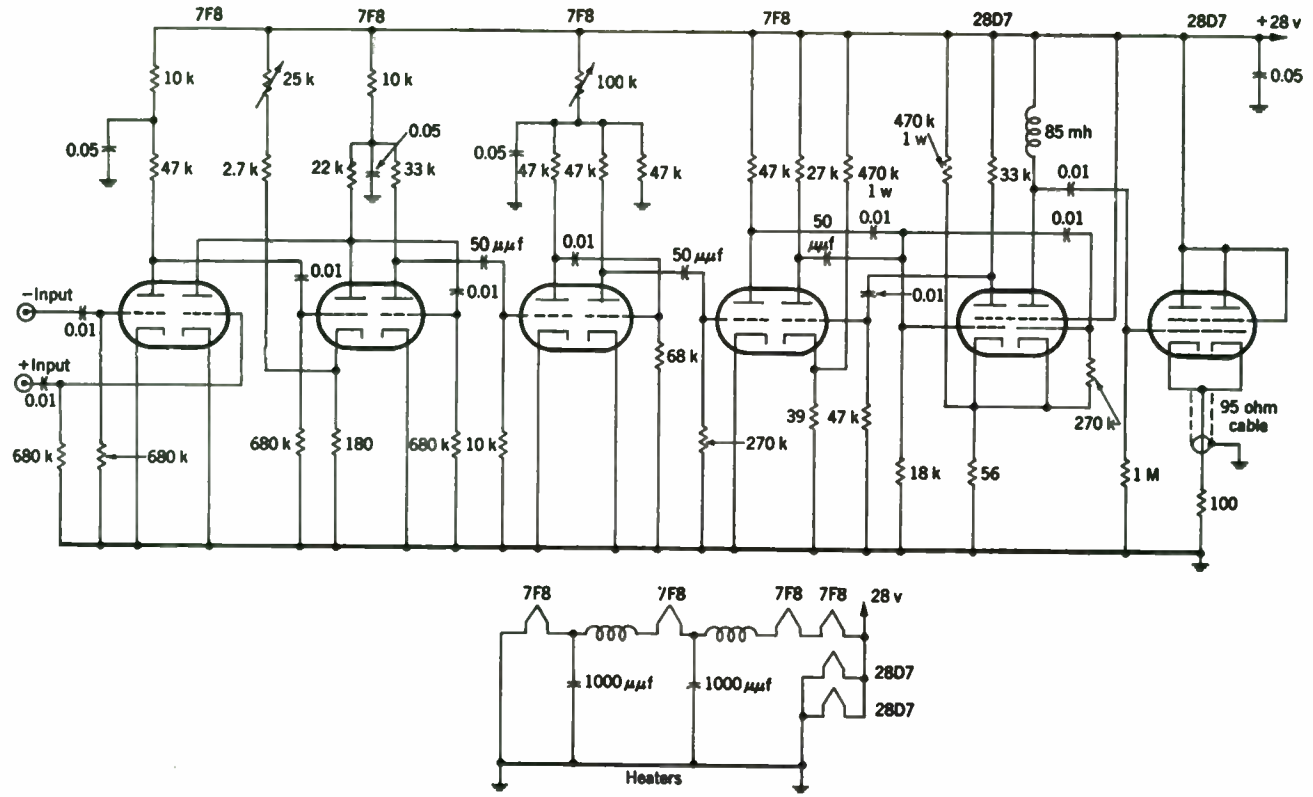 7F8 7F8 7F8 7F8 28D7 28D7
+ 28 v
10 k 25 k 10 k 100 k 0.05
470 k
1 w
85 mh
0.05 0.05 0.05
47 k 2.7 k 22 k 33 k 47 k 47 k 47 k 47 k 27 k 470 k 33 k 0.01
1 w
50 μμf 0.01 50 μμf 50
μμf
0.01 0.01
0.01 0.01 0.01
–Input
0.01
+Input
0.01
68 k
680 k 680 k 680 k 180 680 k 10 k 270 k 39 47 k 18 k 56 270 k 1 M
95 ohm
cable
100
7F8 7F8 7F8 7F8 28 v
1000 μμf 1000 μμf
28D7
28D7
Heaters